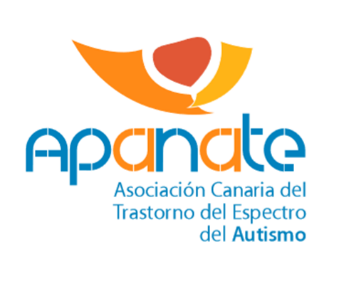 apanate
Asociación Canaria del
Trastorno del Espectro
del Autismo